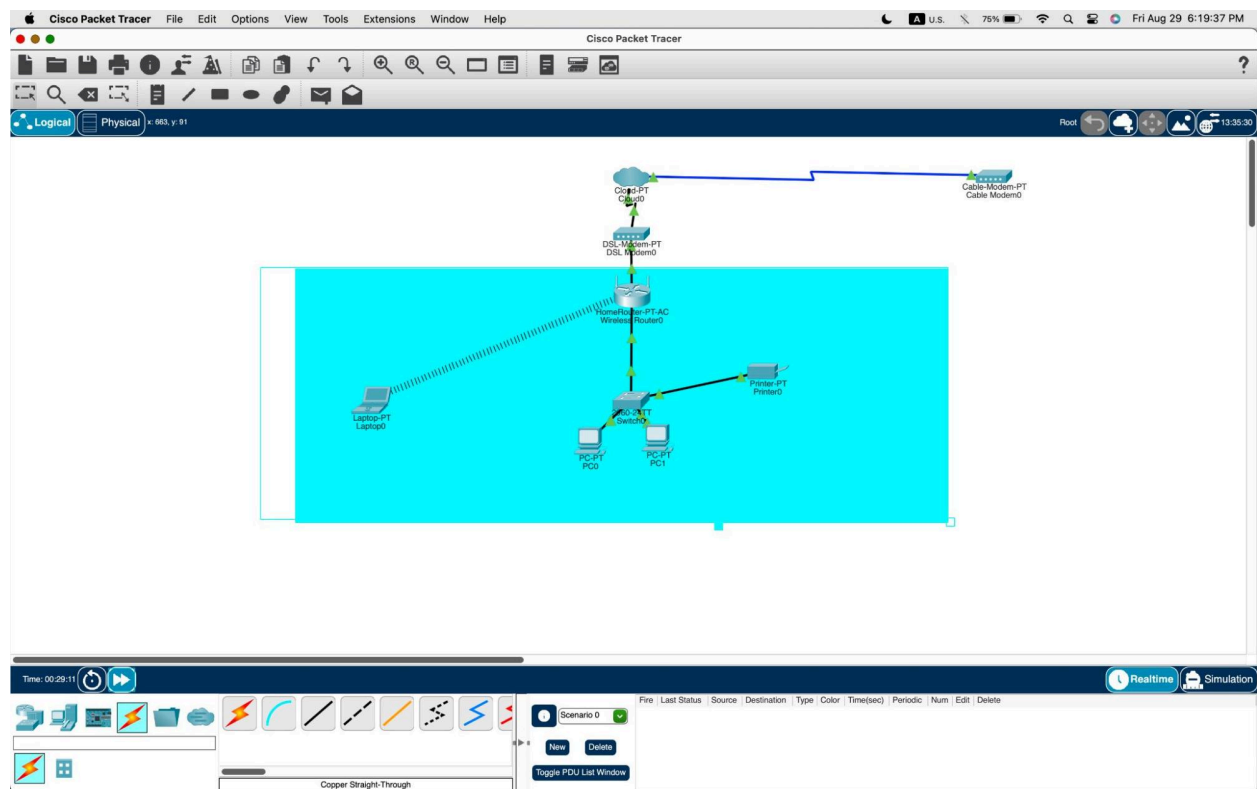 Cisco Packet Tracer File Edit Options View Tools Extensions Window Help A U.S. 75% Fri Aug 29 6:19:37 PM
Cisco Packet Tracer
?
Logical Physical x: 663, y: 91 Root 13:35:30
Cloud-PT
Cloud0
Cable-Modem-PT
Cable Modem0
DSL-Modem-PT
DSL Modem0
HomeRouter-PT-AC
Wireless Router0
Printer-PT
Printer0
2960-24TT
Switch0
Laptop-PT
Laptop0
PC-PT
PC0
PC-PT
PC1
Time: 00:29:11 Realtime Simulation
Fire Last Status Source Destination Type Color Time(sec) Periodic Num Edit Delete
Scenario 0
New Delete
Toggle PDU List Window
Copper Straight-Through